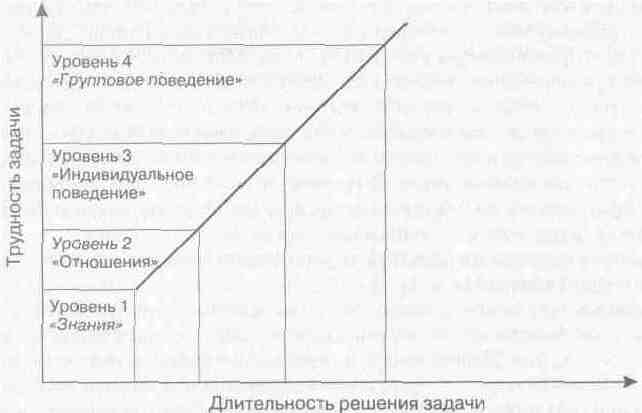 Уровень 4
«Групповое поведение»
Уровень 3
«Индивидуальное
поведение»
Уровень 2
«Отношения»
Уровень 1
«Знания»
Трудность задачи
Длительность решения задачи